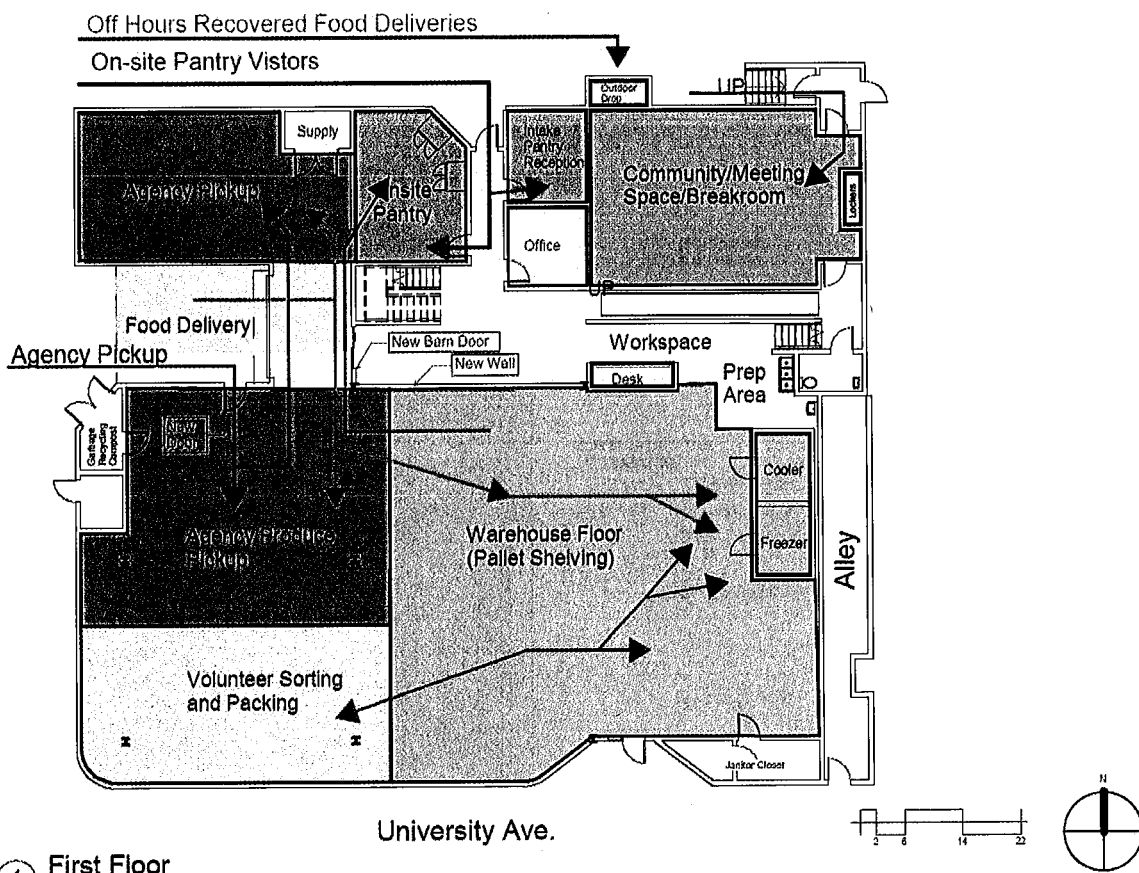 Off Hours Recovered Food Deliveries
On-site Pantry Vistors
Outdoor
Drop
UP
Supply
Intake
Pantry
Reception
Agency Pickup
Onsite
Pantry
Community/Meeting
Space/Breakroom
Lockers
Office
UP
Food Delivery
New Barn Door
New Wall
Workspace
Agency Pickup
Desk
Prep
Area
Garbage
Recycling
Compost
New
Door
Cooler
Agency Produce
Pickup
Warehouse Floor
(Pallet Shelving)
Freezer
Alley
Volunteer Sorting
and Packing
Janitor Closet
University Ave.
N
2
6
14
22
First Floor